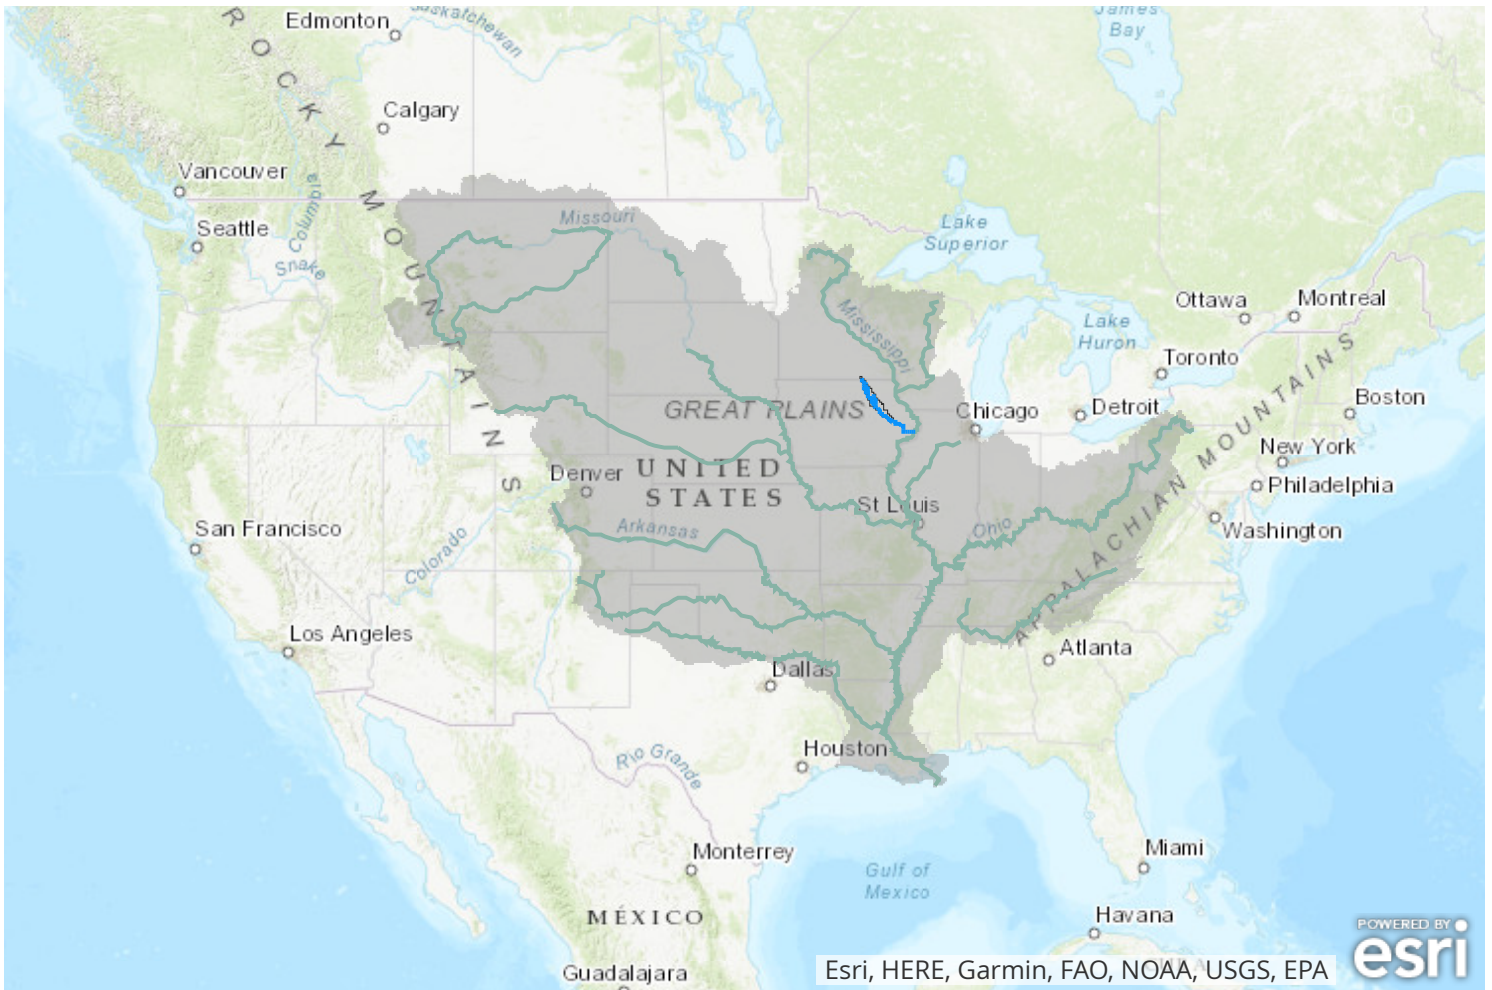 Edmonton
Saskatchewan
James
Bay
ROCKY MOUNTAINS
Calgary
Vancouver
Columbia
Seattle
Snake
Missouri
Lake
Superior
Mississippi
Ottawa
Montreal
Lake
Huron
Toronto
Boston
Chicago
Detroit
GREAT PLAINS
New York
Philadelphia
Washington
APPALACHIAN MOUNTAINS
UNITED
STATES
Denver
St Louis
Ohio
San Francisco
Colorado
Arkansas
Los Angeles
Atlanta
Dallas
Houston
Rio Grande
Monterrey
Gulf of
Mexico
Miami
MÉXICO
Havana
Guadalajara
Esri, HERE, Garmin, FAO, NOAA, USGS, EPA
POWERED BY
esri